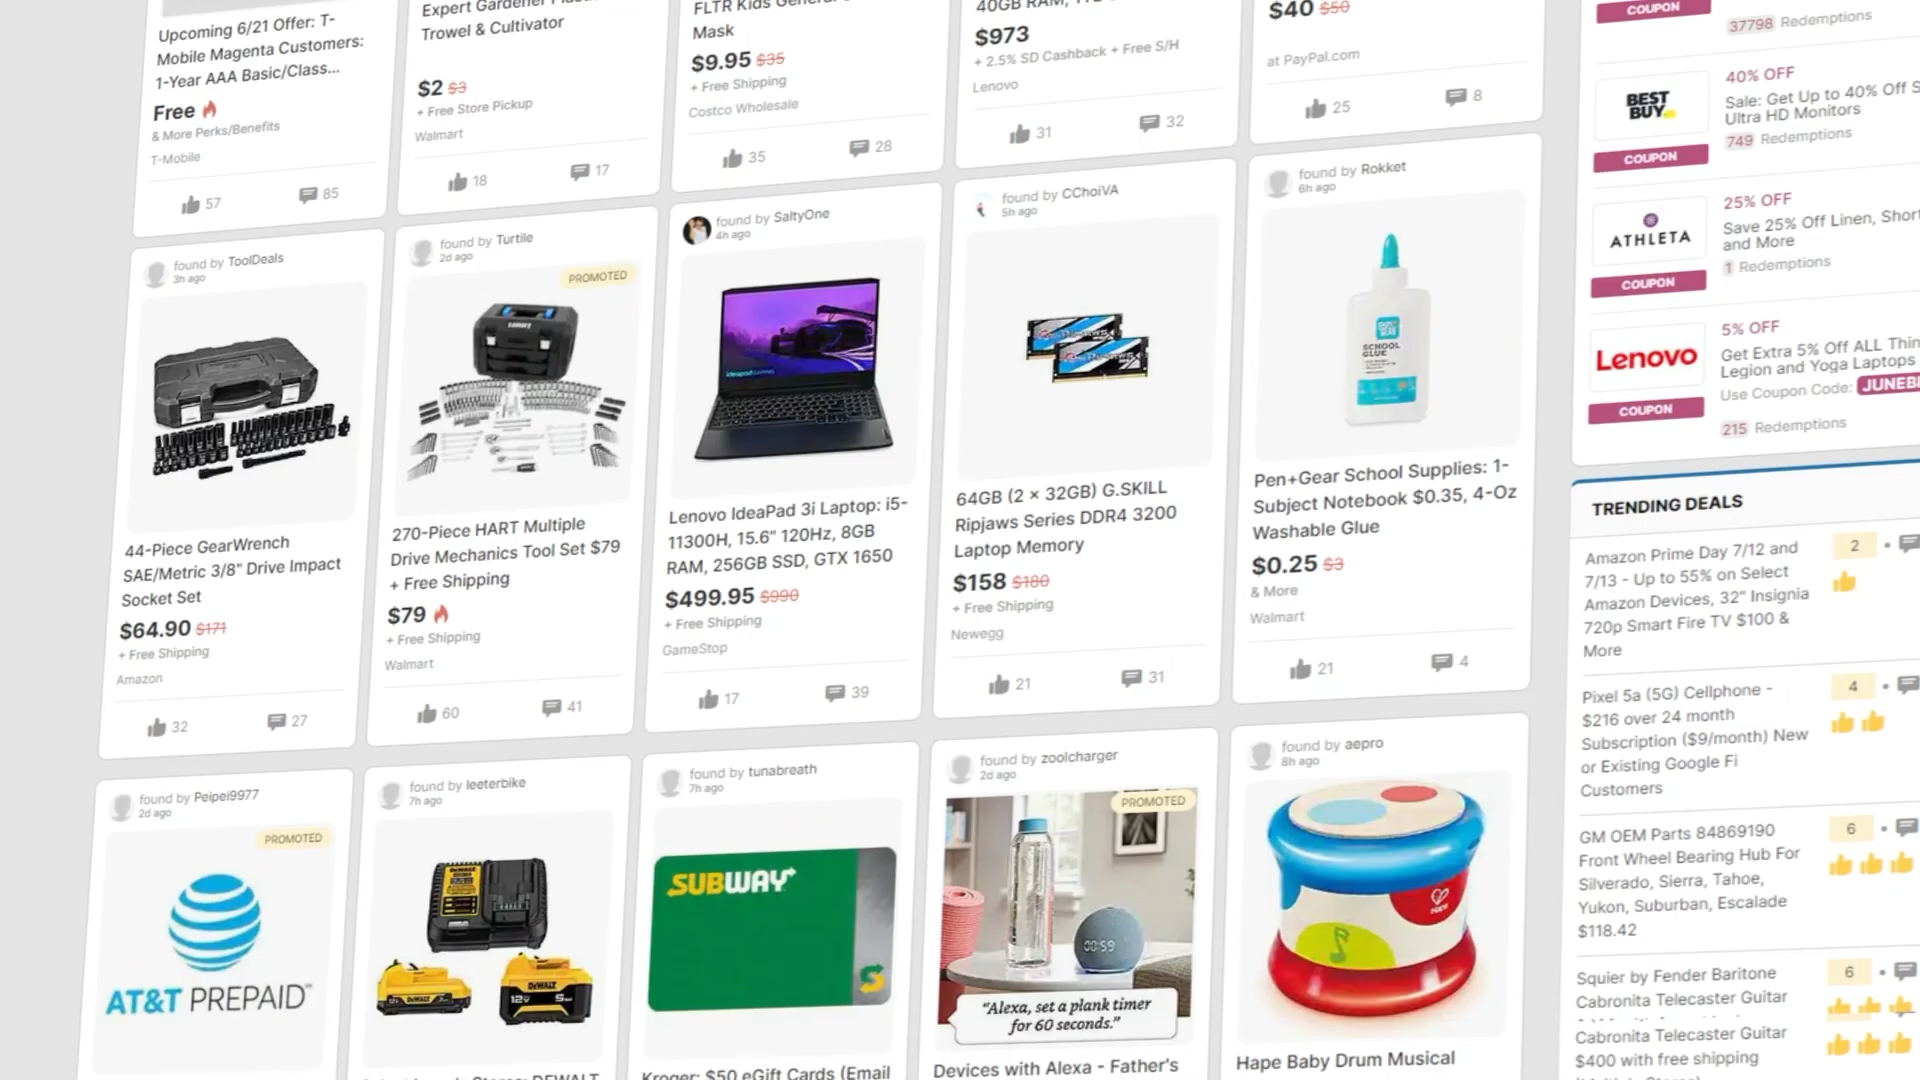 Upcoming 6/21 Offer: T-
Mobile Magenta Customers:
1-Year AAA Basic/Class...
Free
& More Perks/Benefits
T-Mobile
57
85
Expert Gardener
Trowel & Cultivator
$2 $3
+ Free Store Pickup
Walmart
18
17
FLTR Kids General
Mask
$9.95 $35
+ Free Shipping
Costco Wholesale
35
28
40GB RAM,
$973
+ 2.5% SD Cashback + Free S/H
Lenovo
31
32
$40 $50
at PayPal.com
25
8
COUPON
37798 Redemptions
BEST
BUY
COUPON
40% OFF
Sale: Get Up to 40% Off S
Ultra HD Monitors
749 Redemptions
ATHLETA
COUPON
25% OFF
Save 25% Off Linen, Short
and More
1 Redemptions
Lenovo
COUPON
5% OFF
Get Extra 5% Off ALL Thin
Legion and Yoga Laptops
Use Coupon Code: JUNEB
215 Redemptions
found by ToolDeals
3h ago
44-Piece GearWrench
SAE/Metric 3/8" Drive Impact
Socket Set
$64.90 $171
+ Free Shipping
Amazon
32
27
found by Turtile
2d ago
PROMOTED
HART
270-Piece HART Multiple
Drive Mechanics Tool Set $79
+ Free Shipping
$79
+ Free Shipping
Walmart
60
41
found by SaltyOne
4h ago
Lenovo IdeaPad 3i Laptop: i5-
11300H, 15.6" 120Hz, 8GB
RAM, 256GB SSD, GTX 1650
$499.95 $990
+ Free Shipping
GameStop
17
39
found by CChoiVA
5h ago
64GB (2 × 32GB) G.SKILL
Ripjaws Series DDR4 3200
Laptop Memory
$158 $180
+ Free Shipping
Newegg
21
31
found by Rokket
6h ago
SCHOOL
GLUE
Pen+Gear School Supplies: 1-
Subject Notebook $0.35, 4-Oz
Washable Glue
$0.25 $3
& More
Walmart
21
4
TRENDING DEALS
Amazon Prime Day 7/12 and
7/13 - Up to 55% on Select
Amazon Devices, 32" Insignia
720p Smart Fire TV $100 &
More
2
Pixel 5a (5G) Cellphone -
$216 over 24 month
Subscription ($9/month) New
or Existing Google Fi
Customers
4
GM OEM Parts 84869190
Front Wheel Bearing Hub For
Silverado, Sierra, Tahoe,
Yukon, Suburban, Escalade
$118.42
6
Squier by Fender Baritone
Cabronita Telecaster Guitar
6
Cabronita Telecaster Guitar
$400 with free shipping
found by Peipei9977
2d ago
PROMOTED
AT&T PREPAID
found by leeterbike
7h ago
DEWALT
DEWALT
12V 5
found by tunabreath
7h ago
SUBWAY
Kroger: $50 eGift Cards (Email
found by zoolcharger
2d ago
PROMOTED
00:59
"Alexa, set a plank timer
for 60 seconds."
Devices with Alexa - Father's
found by aepro
8h ago
Hape
Hape Baby Drum Musical